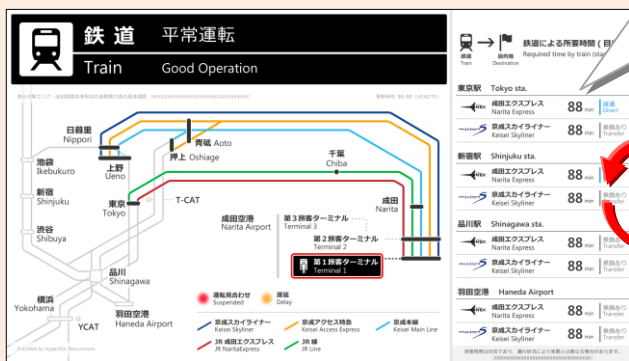 鉄道 平常運転
Train Good Operation
日暮里
Nippori
池袋
Ikebukuro
上野
Ueno
青砥 Aoto
押上 Oshiage
千葉
Chiba
新宿
Shinjuku
東京
Tokyo
T-CAT
成田
Narita
渋谷
Shibuya
成田空港
Narita Airport
第3旅客ターミナル
Terminal 3
第2旅客ターミナル
Terminal 2
第1旅客ターミナル
Terminal 1
品川
Shinagawa
横浜
Yokohama
YCAT
羽田空港
Haneda Airport
運転見合わせ
Suspended
遅延
Delay
京成スカイライナー
Keisei Skyliner
京成アクセス特急
Keisei Access Express
京成本線
Keisei Main Line
JR 成田エクスプレス
JR NaritaExpress
JR 線
JR Line
鉄道による所要時間 ( 目
Required time by train (sta
Train
目的地
Destination
東京駅 Tokyo sta.
成田エクスプレス
Narita Express
88 min
直通
Direct
京成スカイライナー
Keisei Skyliner
88 min
乗換あり
Transfer
新宿駅 Shinjuku sta.
成田エクスプレス
Narita Express
88 min
京成スカイライナー
Keisei Skyliner
88 min
Transfer
品川駅 Shinagawa sta.
成田エクスプレス
Narita Express
88 min
乗換あり
Transfer
京成スカイライナー
Keisei Skyliner
88 min
乗換あり
Transfer
羽田空港 Haneda Airport
成田エクスプレス
Narita Express
88 min
乗換あり
Transfer
京成スカイライナー
Keisei Skyliner
88 min
乗換あり
Transfer